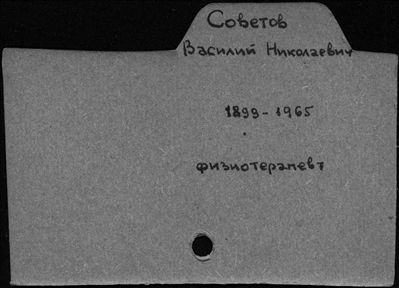 Советов
Василий Николаевич
1899-1965
физиотерапевт